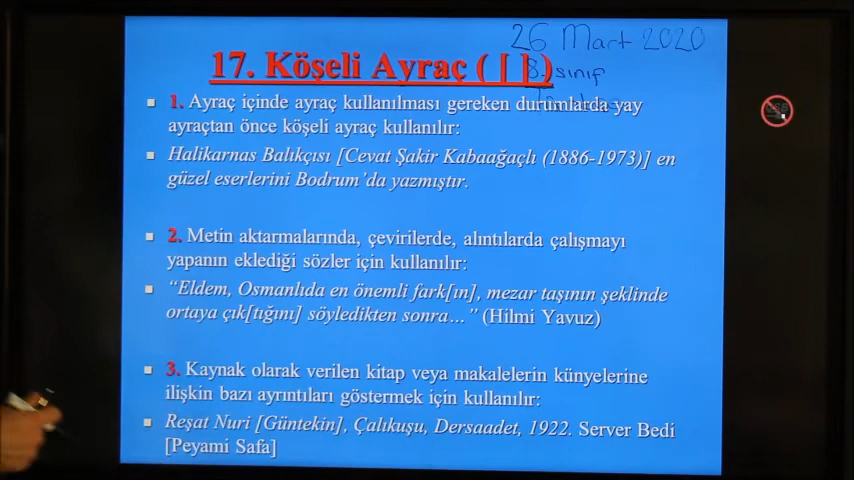 26 Mart 2020
17. Köşeli Ayraç ( [ ] )
8. sınıf
1. Ayraç içinde ayraç kullanılması gereken durumlarda yay
ayraçtan önce köşeli ayraç kullanılır:
Halikarnas Balıkçısı [Cevat Şakir Kabaağaçlı (1886-1973)] en
güzel eserlerini Bodrum’da yazmıştır.
2. Metin aktarmalarında, çevirilerde, alıntılarda çalışmayı
yapanın eklediği sözler için kullanılır:
“Eldem, Osmanlıda en önemli fark[ın], mezar taşının şeklinde
ortaya çık[tığını] söyledikten sonra…” (Hilmi Yavuz)
3. Kaynak olarak verilen kitap veya makalelerin künyelerine
ilişkin bazı ayrıntıları göstermek için kullanılır:
Reşat Nuri [Güntekin], Çalıkuşu, Dersaadet, 1922. Server Bedi
[Peyami Safa]